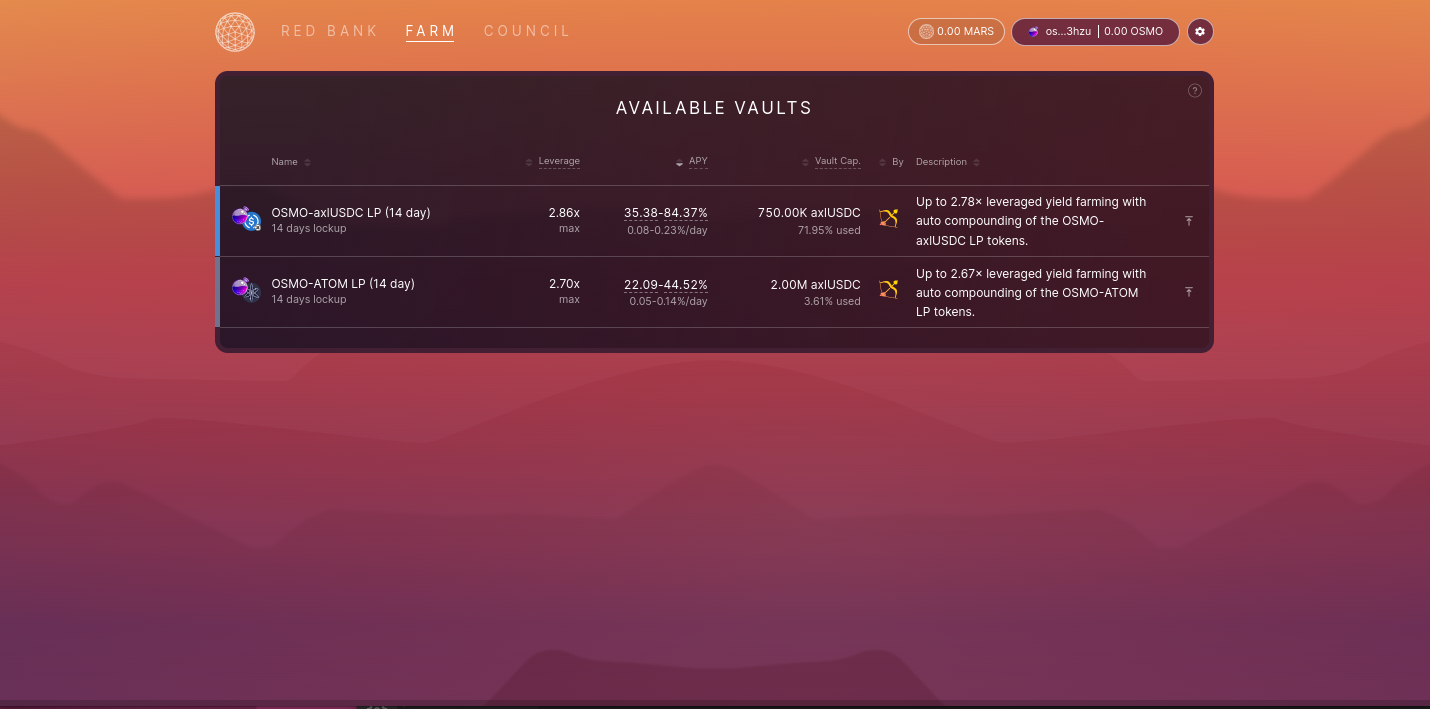 RED BANK FARM COUNCIL 0.00 MARS os...3hzu | 0.00 OSMO
?
AVAILABLE VAULTS
Name Leverage APY Vault Cap. By Description
OSMO-axlUSDC LP (14 day)
14 days lockup
2.86x
max
35.38-84.37%
0.08-0.23%/day
750.00K axlUSDC
71.95% used
Up to 2.78× leveraged yield farming with
auto compounding of the OSMO-
axlUSDC LP tokens.
OSMO-ATOM LP (14 day)
14 days lockup
2.70x
max
22.09-44.52%
0.05-0.14%/day
2.00M axlUSDC
3.61% used
Up to 2.67× leveraged yield farming with
auto compounding of the OSMO-ATOM
LP tokens.